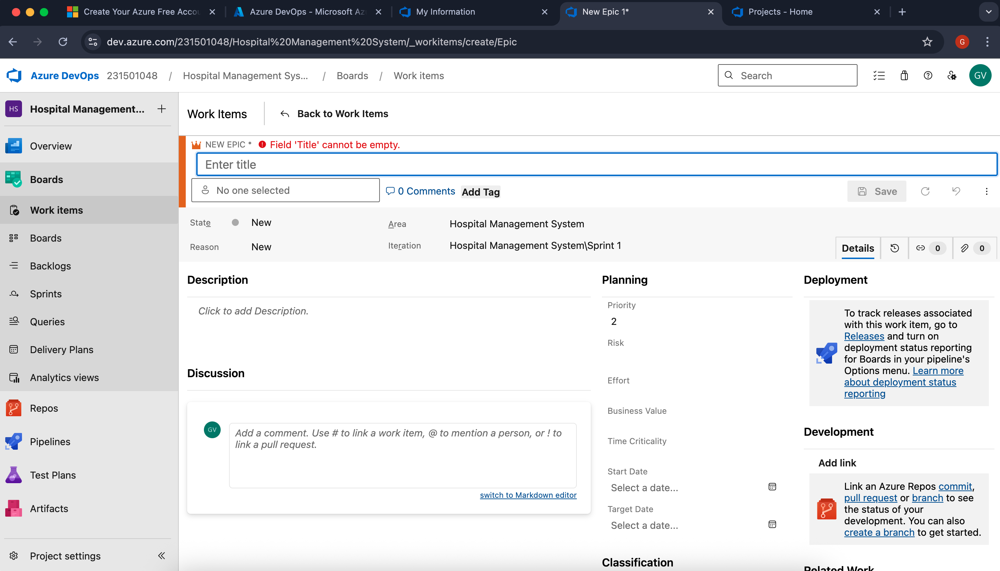 Create Your Azure Free Acco
Azure DevOps - Microsoft Az
My Information
New Epic 1*
Projects - Home
dev.azure.com/231501048/Hospital%20Management%20System/_workitems/create/Epic
G
Azure DevOps 231501048 / Hospital Management Sys... / Boards / Work items
Search
GV
HS Hospital Management...
Overview
Boards
Work items
Boards
Backlogs
Sprints
Queries
Delivery Plans
Analytics views
Repos
Pipelines
Test Plans
Artifacts
Project settings
Work Items
Back to Work Items
NEW EPIC * Field 'Title' cannot be empty.
Enter title
No one selected
0 Comments
Add Tag
Save
State New
Area Hospital Management System
Reason New
Iteration Hospital Management System\Sprint 1
Details
0
0
Description
Click to add Description.
Discussion
GV
Add a comment. Use # to link a work item, @ to mention a person, or ! to
link a pull request.
switch to Markdown editor
Planning
Priority
2
Risk
Effort
Business Value
Time Criticality
Start Date
Select a date...
Target Date
Select a date...
Classification
Deployment
To track releases associated
with this work item, go to
Releases and turn on
deployment status reporting
for Boards in your pipeline's
Options menu. Learn more
about deployment status
reporting
Development
Add link
Link an Azure Repos commit,
pull request or branch to see
the status of your
development. You can also
create a branch to get started.
Related Work